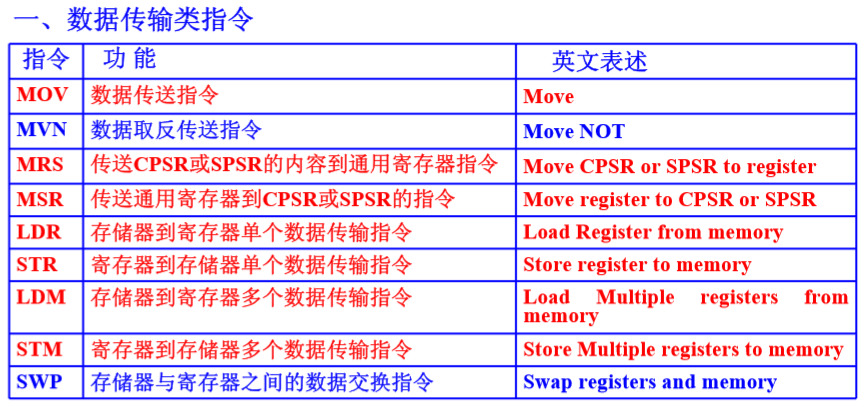 一、数据传输类指令
指令 功 能 英文表述
MOV 数据传送指令 Move
MVN 数据取反传送指令 Move NOT
MRS 传送CPSR或SPSR的内容到通用寄存器指令 Move CPSR or SPSR to register
MSR 传送通用寄存器到CPSR或SPSR的指令 Move register to CPSR or SPSR
LDR 存储器到寄存器单个数据传输指令 Load Register from memory
STR 寄存器到存储器单个数据传输指令 Store register to memory
LDM 存储器到寄存器多个数据传输指令 Load Multiple registers from
memory
STM 寄存器到存储器多个数据传输指令 Store Multiple registers to memory
SWP 存储器与寄存器之间的数据交换指令 Swap registers and memory